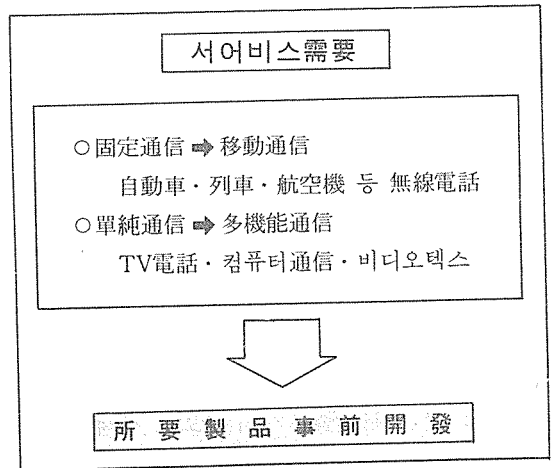 서어비스需要
○固定通信 ➡ 移動通信
自動車·列車·航空機 등 無線電話
○單純通信 ➡ 多機能通信
TV電話·컴퓨터通信·비디오텍스
所要製品事前開發